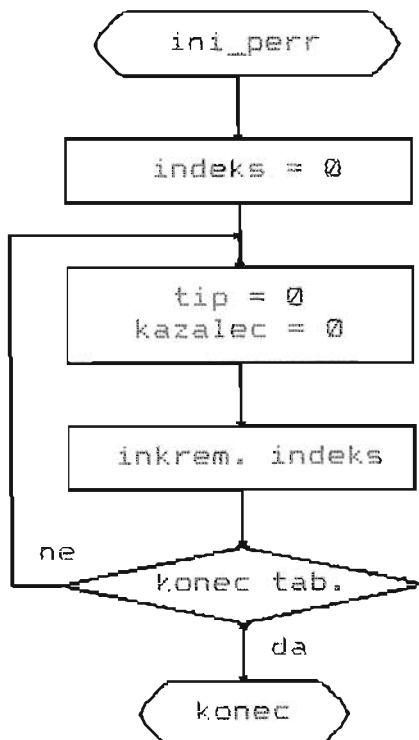 ini_perr
indeks = 0
tip = 0
kazalec = 0
inkrem. indeks
ne
konec tab.
da
konec